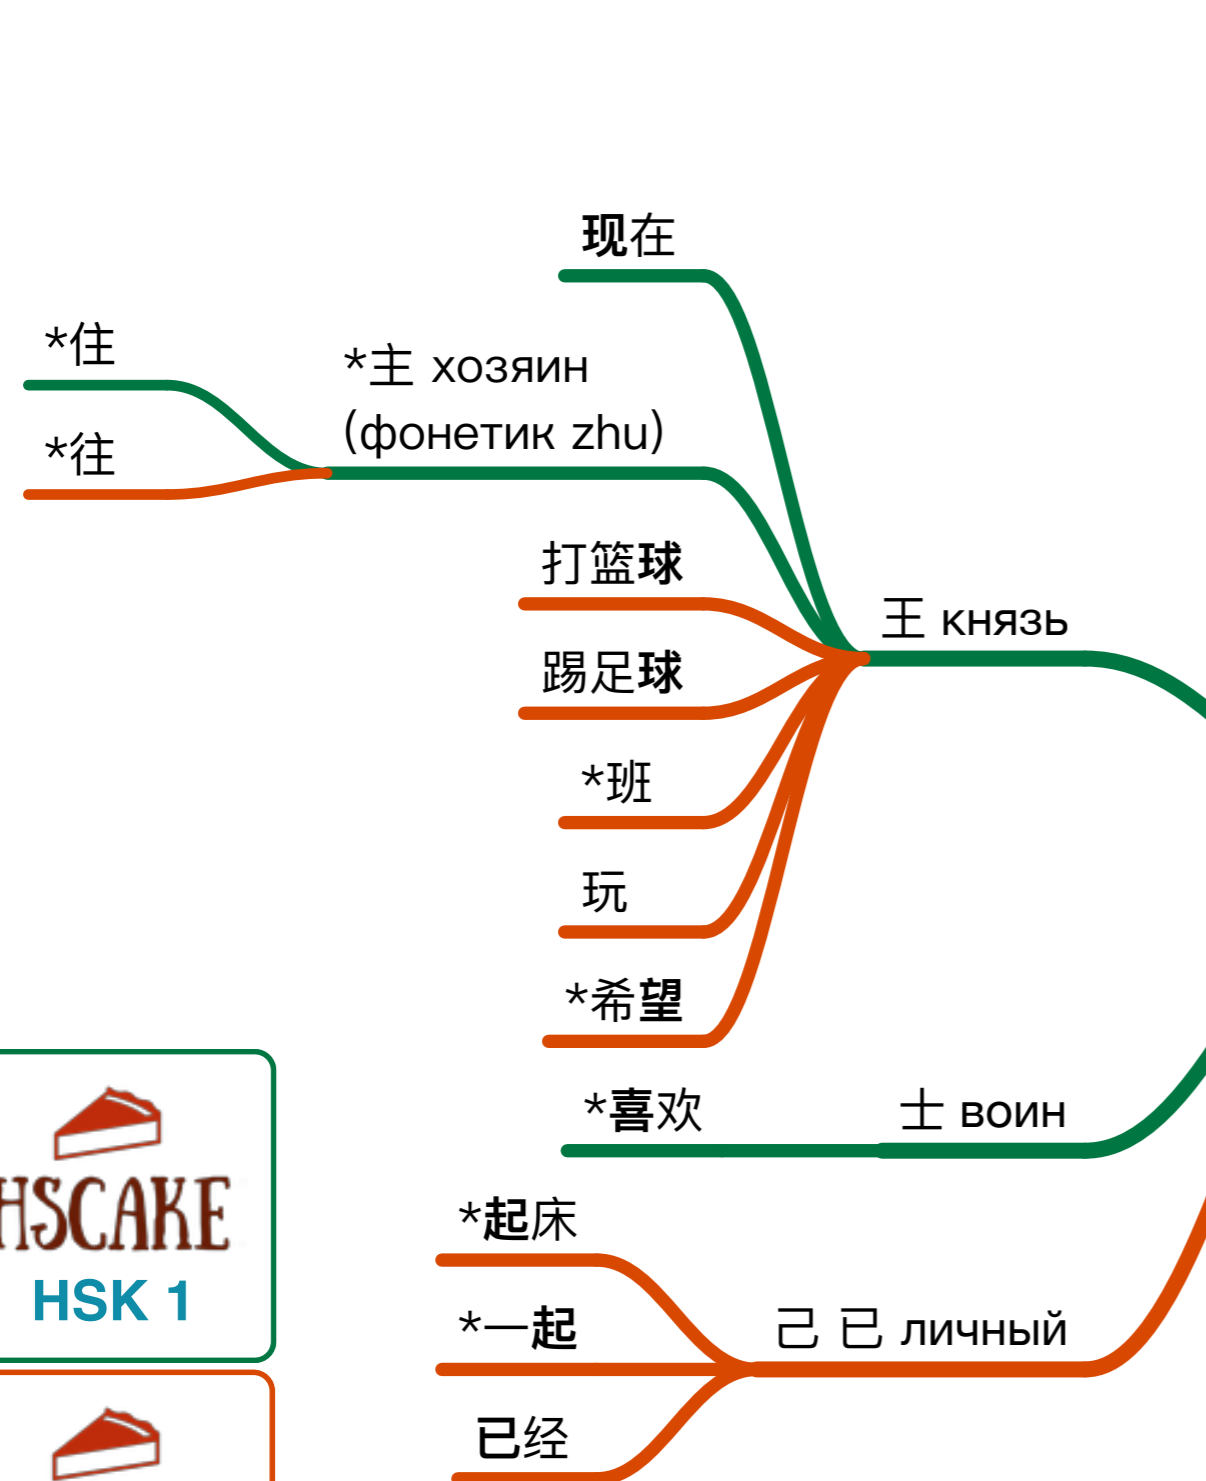 现在
*住
*主 хозяин
(фонетик zhu)
*往
打篮球
王 князь
踢足球
*班
玩
*希望
*喜欢
士 воин
*起床
*一起
己 已 личный
已经
HSCAKE
HSK 1